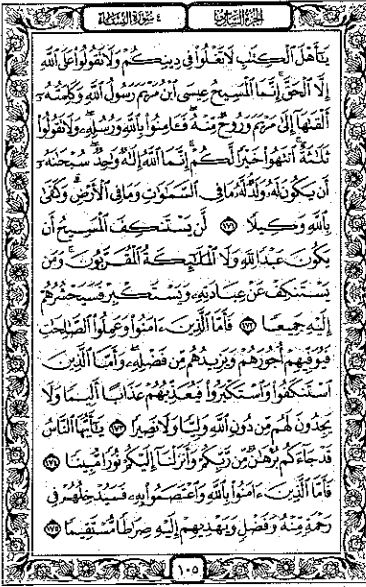 الجزء السادس
٤ سورة النساء
يَـٰٓأَهْلَ ٱلْكِتَـٰبِ لَا تَغْلُوا۟ فِى دِينِكُمْ وَلَا تَقُولُوا۟ عَلَى ٱللَّهِ
إِلَّا ٱلْحَقَّ ۚ إِنَّمَا ٱلْمَسِيحُ عِيسَى ٱبْنُ مَرْيَمَ رَسُولُ ٱللَّهِ وَكَلِمَتُهُۥٓ
أَلْقَىٰهَآ إِلَىٰ مَرْيَمَ وَرُوحٌ مِّنْهُ ۖ فَـَٔامِنُوا۟ بِٱللَّهِ وَرُسُلِهِۦ ۖ وَلَا تَقُولُوا۟
ثَلَـٰثَةٌ ۚ ٱنتَهُوا۟ خَيْرًا لَّكُمْ ۚ إِنَّمَا ٱللَّهُ إِلَـٰهٌ وَٰحِدٌ ۖ سُبْحَـٰنَهُۥٓ
أَن يَكُونَ لَهُۥ وَلَدٌ ۘ لَّهُۥ مَا فِى ٱلسَّمَـٰوَٰتِ وَمَا فِى ٱلْأَرْضِ ۗ وَكَفَىٰ
بِٱللَّهِ وَكِيلًا ١٧١ لَّن يَسْتَنكِفَ ٱلْمَسِيحُ أَن
يَكُونَ عَبْدًا لِّلَّهِ وَلَا ٱلْمَلَـٰٓئِكَةُ ٱلْمُقَرَّبُونَ ۚ وَمَن
يَسْتَنكِفْ عَنْ عِبَادَتِهِۦ وَيَسْتَكْبِرْ فَسَيَحْشُرُهُمْ
إِلَيْهِ جَمِيعًا ١٧٢ فَأَمَّا ٱلَّذِينَ ءَامَنُوا۟ وَعَمِلُوا۟ ٱلصَّـٰلِحَـٰتِ
فَيُوَفِّيهِمْ أُجُورَهُمْ وَيَزِيدُهُم مِّن فَضْلِهِۦ ۖ وَأَمَّا ٱلَّذِينَ
ٱسْتَنكَفُوا۟ وَٱسْتَكْبَرُوا۟ فَيُعَذِّبُهُمْ عَذَابًا أَلِيمًا وَلَا
يَجِدُونَ لَهُم مِّن دُونِ ٱللَّهِ وَلِيًّا وَلَا نَصِيرًا ١٧٣ يَـٰٓأَيُّهَا ٱلنَّاسُ
قَدْ جَآءَكُم بُرْهَـٰنٌ مِّن رَّبِّكُمْ وَأَنزَلْنَآ إِلَيْكُمْ نُورًا مُّبِينًا ١٧٤
فَأَمَّا ٱلَّذِينَ ءَامَنُوا۟ بِٱللَّهِ وَٱعْتَصَمُوا۟ بِهِۦ فَسَيُدْخِلُهُمْ فِى
رَحْمَةٍ مِّنْهُ وَفَضْلٍ وَيَهْدِيهِمْ إِلَيْهِ صِرَٰطًا مُّسْتَقِيمًا ١٧٥
١٠٥